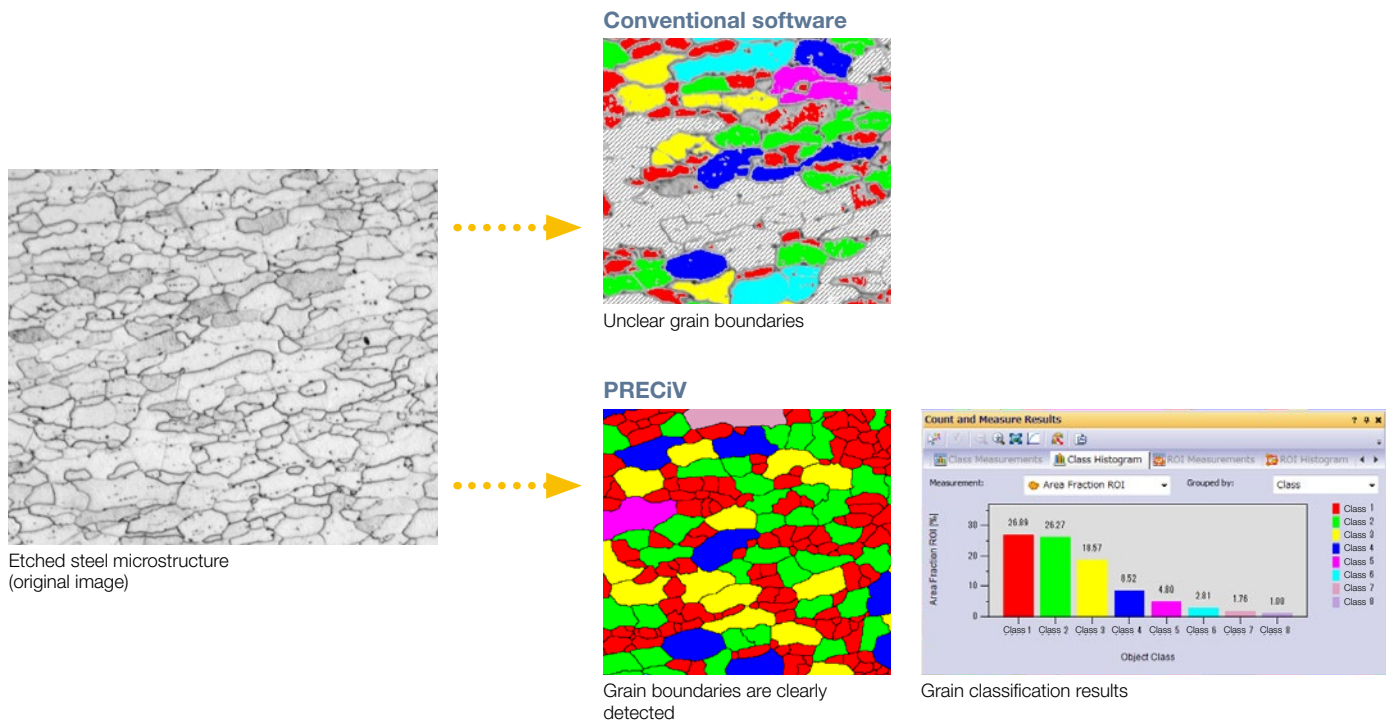 Conventional software
Unclear grain boundaries
Etched steel microstructure
(original image)
PRECiV
Grain boundaries are clearly
detected
Count and Measure Results
Class Measurements Class Histogram ROI Measurements ROI Histogram
Measurement: Area Fraction ROI Grouped by: Class
Area Fraction ROI [%]
30
20
10
0
26.89 26.27 18.57 8.52 4.80 2.81 1.76 1.08
Class 1 Class 2 Class 3 Class 4 Class 5 Class 6 Class 7 Class 8
Object Class
Class 1
Class 2
Class 3
Class 4
Class 5
Class 6
Class 7
Class 8
Grain classification results